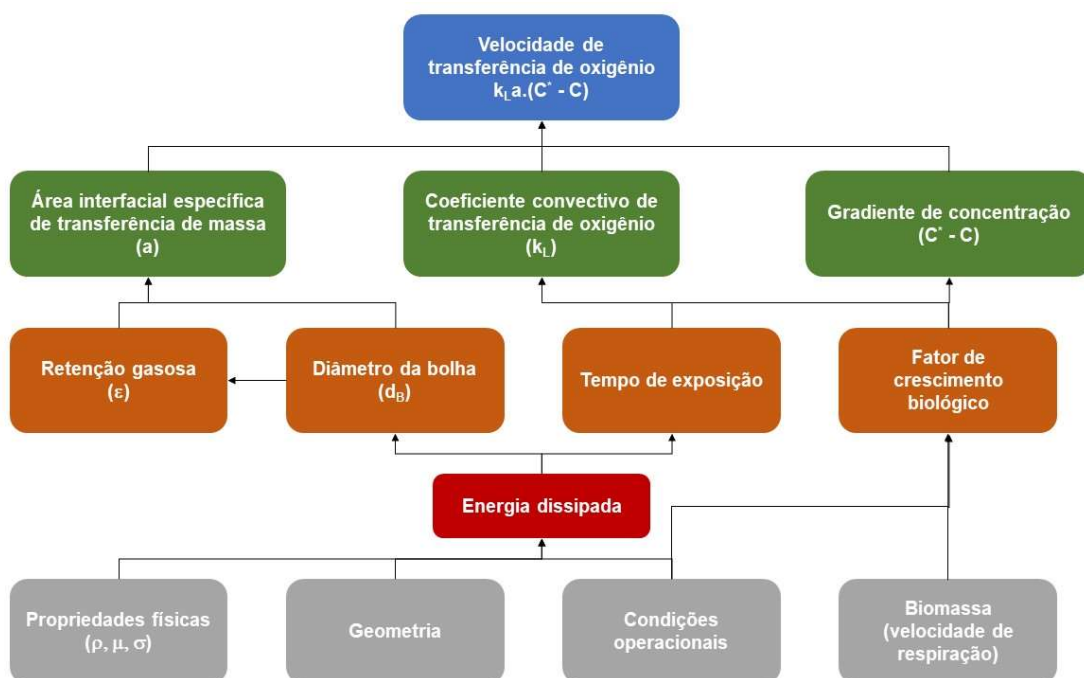 Velocidade de
transferência de oxigênio
kLa.(C* - C)
Área interfacial específica
de transferência de massa
(a)
Coeficiente convectivo de
transferência de oxigênio
(kL)
Gradiente de concentração
(C* - C)
Retenção gasosa
(ε)
Diâmetro da bolha
(dB)
Tempo de exposição
Fator de
crescimento
biológico
Energia dissipada
Propriedades físicas
(ρ, μ, σ)
Geometria
Condições
operacionais
Biomassa
(velocidade de
respiração)